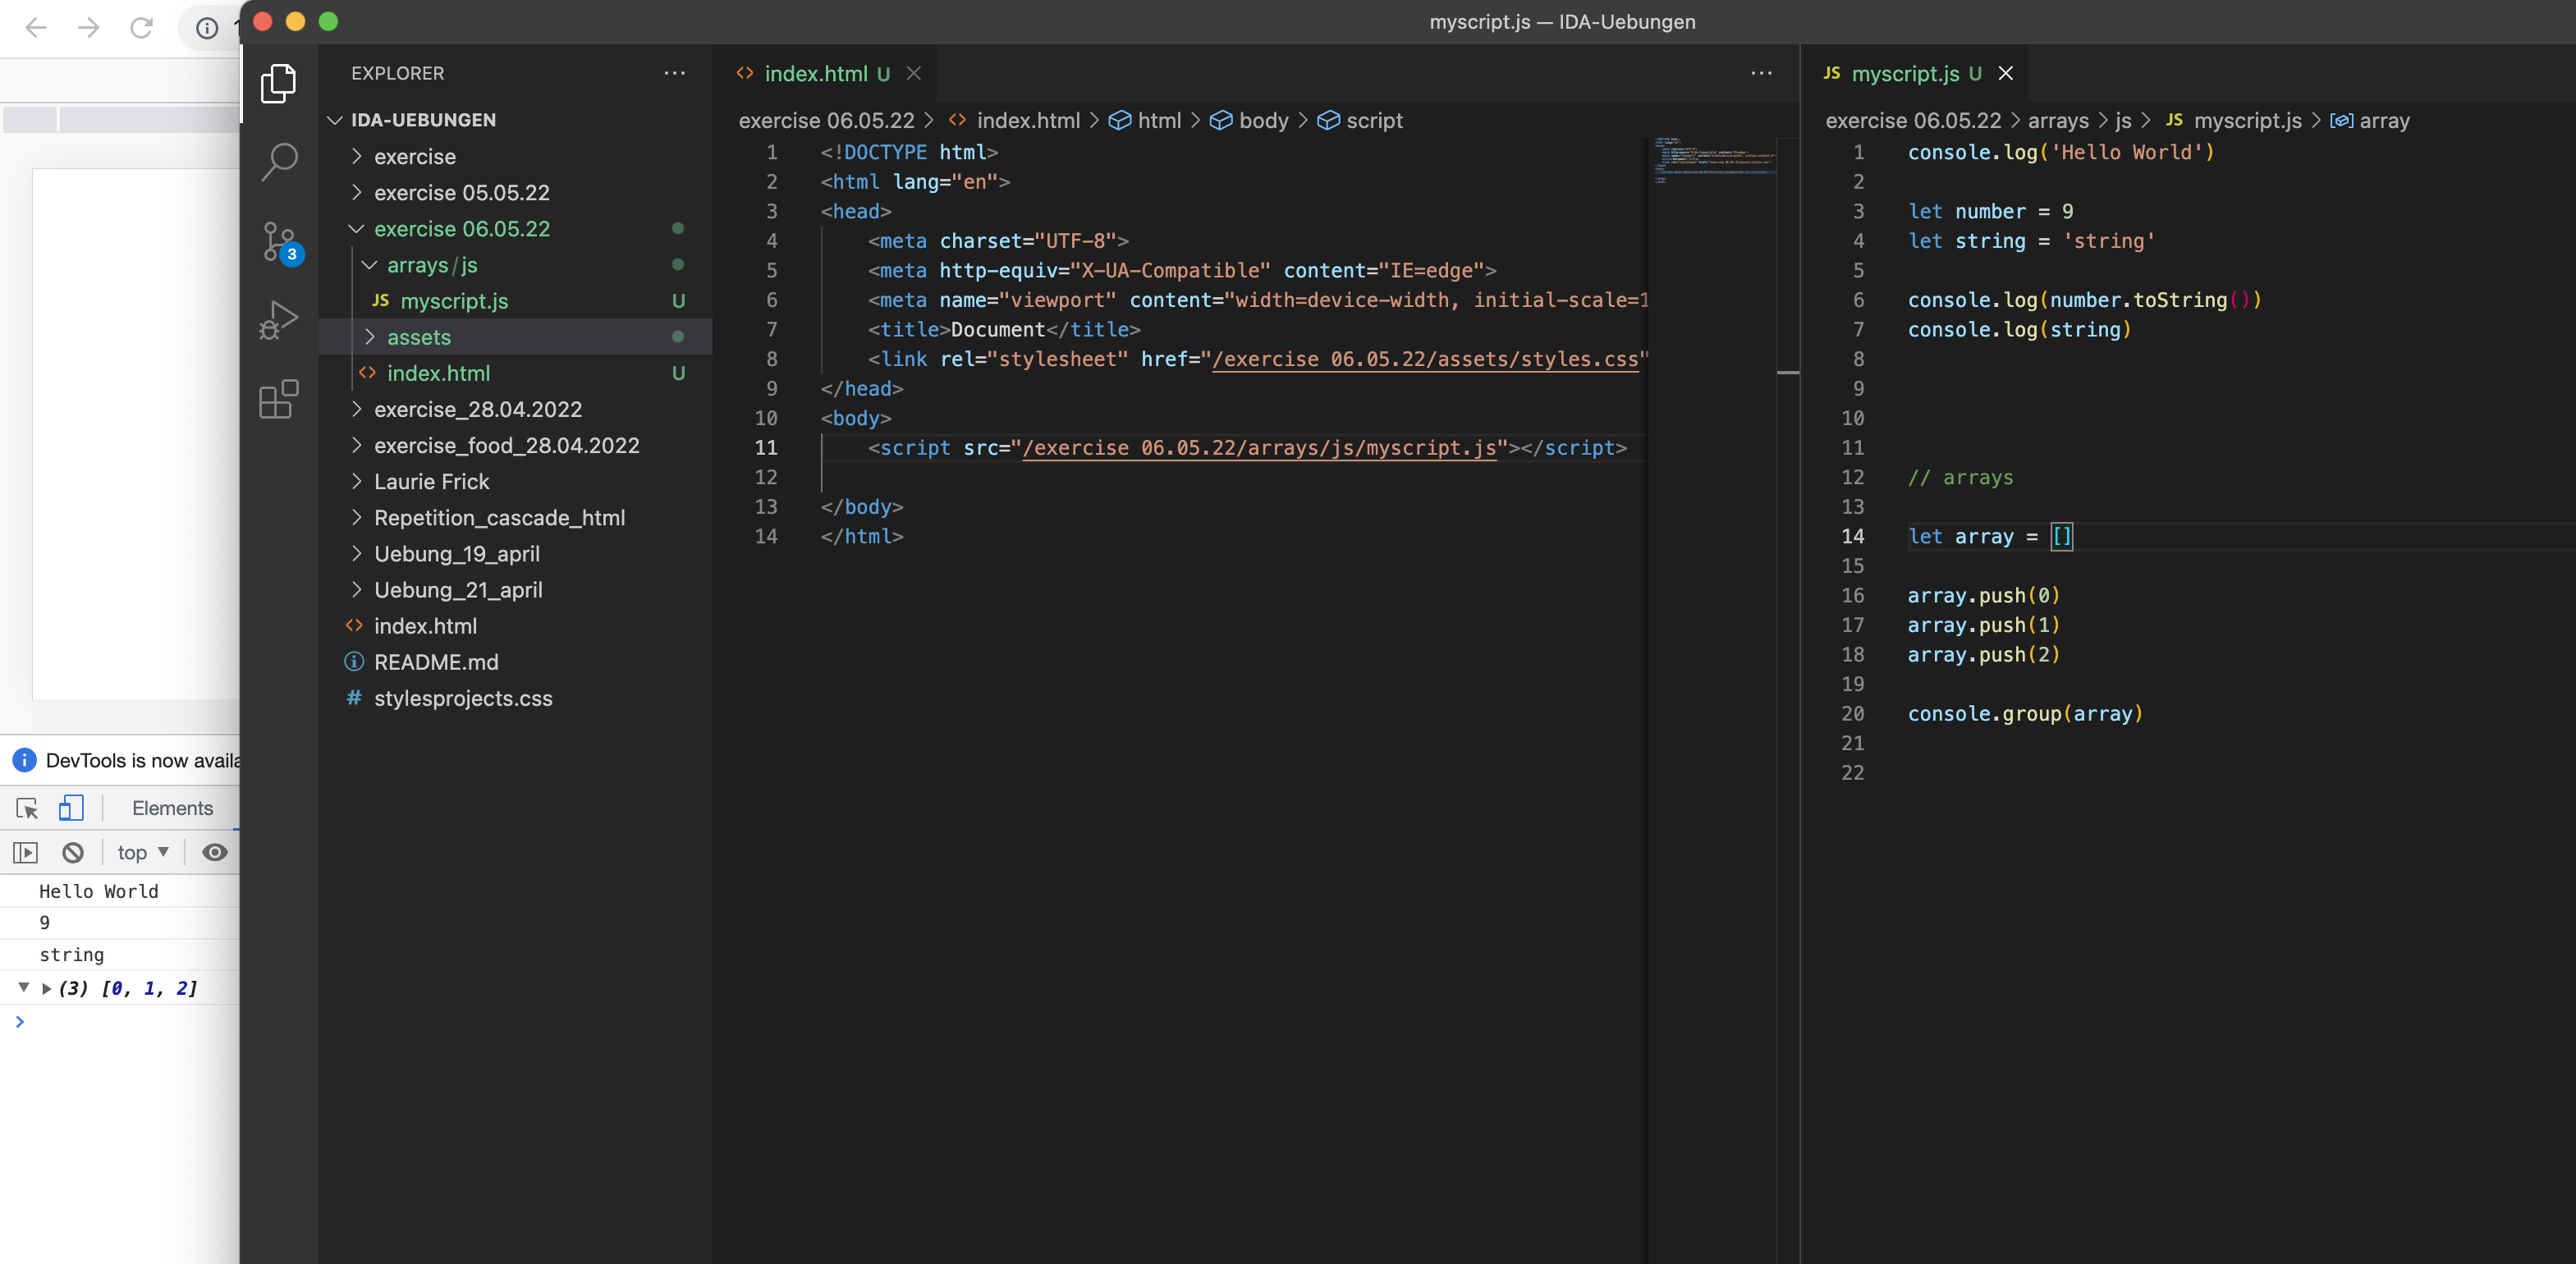 myscript.js — IDA-Uebungen
EXPLORER
IDA-UEBUNGEN
exercise
exercise 05.05.22
exercise 06.05.22
arrays/js
JS myscript.js U
assets
index.html U
exercise_28.04.2022
exercise_food_28.04.2022
Laurie Frick
Repetition_cascade_html
Uebung_19_april
Uebung_21_april
index.html
README.md
# stylesprojects.css
3
index.html U
exercise 06.05.22 > index.html > html > body > script
1 <!DOCTYPE html>
2 <html lang="en">
3 <head>
4 <meta charset="UTF-8">
5 <meta http-equiv="X-UA-Compatible" content="IE=edge">
6 <meta name="viewport" content="width=device-width, initial-scale=1
7 <title>Document</title>
8 <link rel="stylesheet" href="/exercise 06.05.22/assets/styles.css"
9 </head>
10 <body>
11 <script src="/exercise 06.05.22/arrays/js/myscript.js"></script>
12
13 </body>
14 </html>
JS myscript.js U
exercise 06.05.22 > arrays > js > JS myscript.js > array
1 console.log('Hello World')
2
3 let number = 9
4 let string = 'string'
5
6 console.log(number.toString())
7 console.log(string)
8
9
10
11
12 // arrays
13
14 let array = []
15
16 array.push(0)
17 array.push(1)
18 array.push(2)
19
20 console.group(array)
21
22
DevTools is now availa
Elements
top
Hello World
9
string
(3) [0, 1, 2]